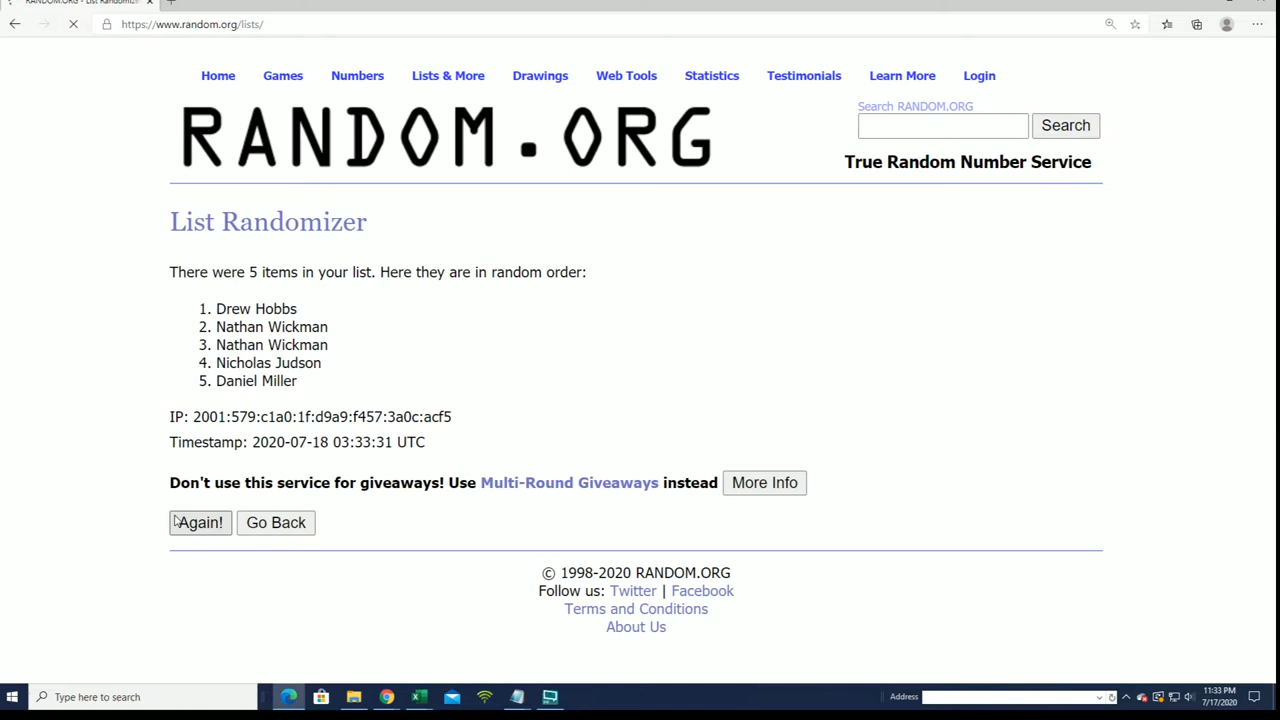 RANDOM.ORG - List Randomizer
https://www.random.org/lists/
Home Games Numbers Lists & More Drawings Web Tools Statistics Testimonials Learn More Login
RANDOM.ORG
Search RANDOM.ORG
Search
True Random Number Service
List Randomizer
There were 5 items in your list. Here they are in random order:
1. Drew Hobbs
2. Nathan Wickman
3. Nathan Wickman
4. Nicholas Judson
5. Daniel Miller
IP: 2001:579:c1a0:1f:d9a9:f457:3a0c:acf5
Timestamp: 2020-07-18 03:33:31 UTC
Don't use this service for giveaways! Use Multi-Round Giveaways instead More Info
Again! Go Back
© 1998-2020 RANDOM.ORG
Follow us: Twitter | Facebook
Terms and Conditions
About Us
Type here to search
Address
11:33 PM
7/17/2020